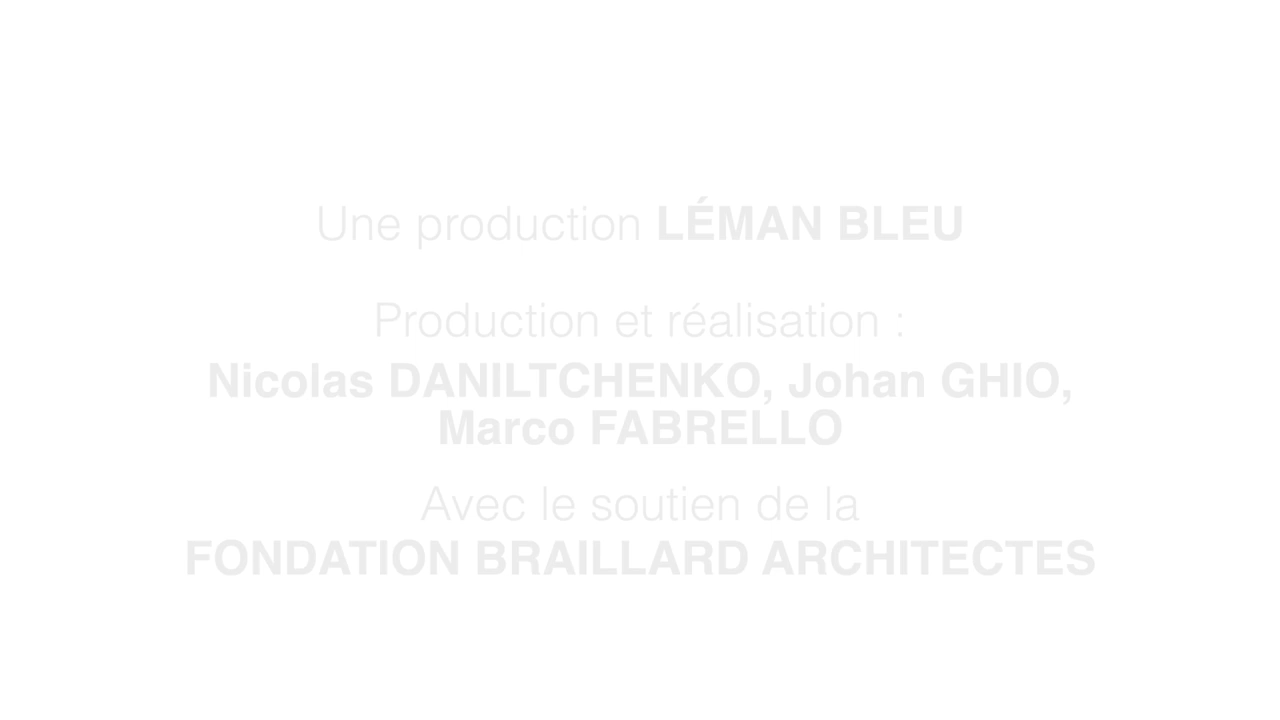 Une production LÉMAN BLEU
Production et réalisation :
Nicolas DANILTCHENKO, Johan GHIO,
Marco FABRELLO
Avec le soutien de la
FONDATION BRAILLARD ARCHITECTES